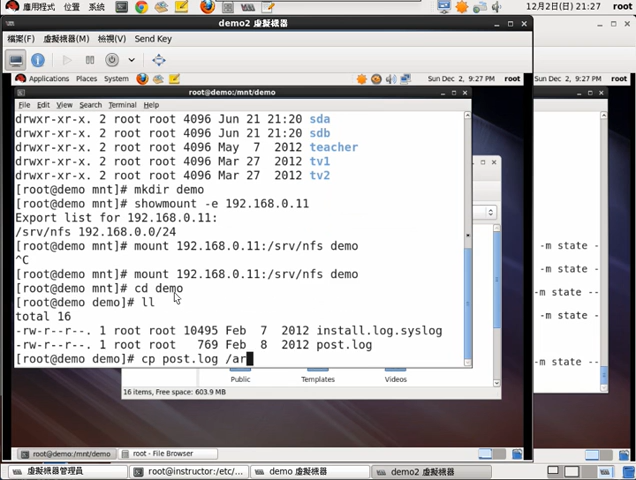 應用程式 位置 系統 12月2日(日) 21:27 root
demo2 虛擬機器
檔案(F) 虛擬機器(M) 檢視(V) Send Key
Applications Places System Sun Dec 2, 9:27 PM root
Dec 2, 9:27 PM root
root@demo:/mnt/demo
File Edit View Search Terminal Help
drwxr-xr-x. 2 root root 4096 Jun 21 21:20 sda
drwxr-xr-x. 2 root root 4096 Jun 21 21:20 sdb
drwxr-xr-x. 2 root root 4096 May 7 2012 teacher
drwxr-xr-x. 2 root root 4096 Mar 27 2012 tv1
drwxr-xr-x. 2 root root 4096 Mar 27 2012 tv2
[root@demo mnt]# mkdir demo
[root@demo mnt]# showmount -e 192.168.0.11
Export list for 192.168.0.11:
/srv/nfs 192.168.0.0/24
[root@demo mnt]# mount 192.168.0.11:/srv/nfs demo
^C
[root@demo mnt]# mount 192.168.0.11:/srv/nfs demo
[root@demo mnt]# cd demo
[root@demo demo]# ll
total 16
-rw-r--r--. 1 root root 10495 Feb 7 2012 install.log.syslog
-rw-r--r--. 1 root root 769 Feb 8 2012 post.log
[root@demo demo]# cp post.log /ar
-m state -
-m state -
-m state -
-m state -
Public Templates Videos
16 items, Free space: 603.9 MB
root@demo:/mnt/demo root - File Browser
虛擬機器管理員 root@instructor:/etc/... demo 虛擬機器 demo2 虛擬機器